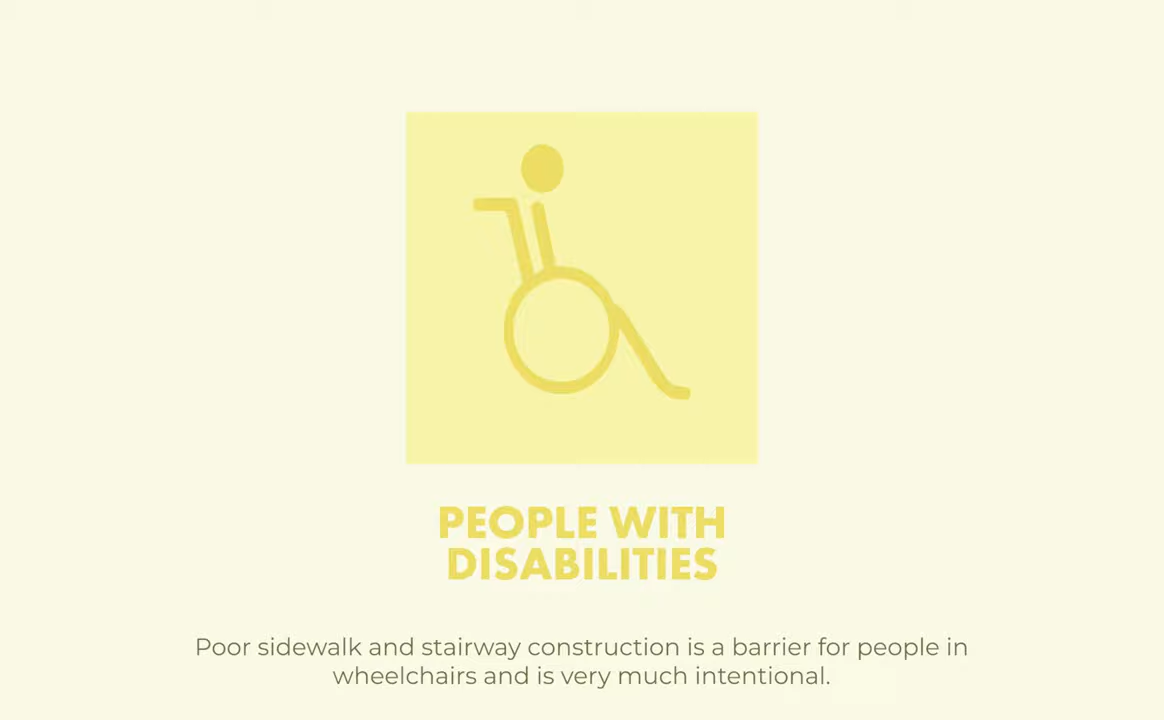 PEOPLE WITH
DISABILITIES
Poor sidewalk and stairway construction is a barrier for people in
wheelchairs and is very much intentional.